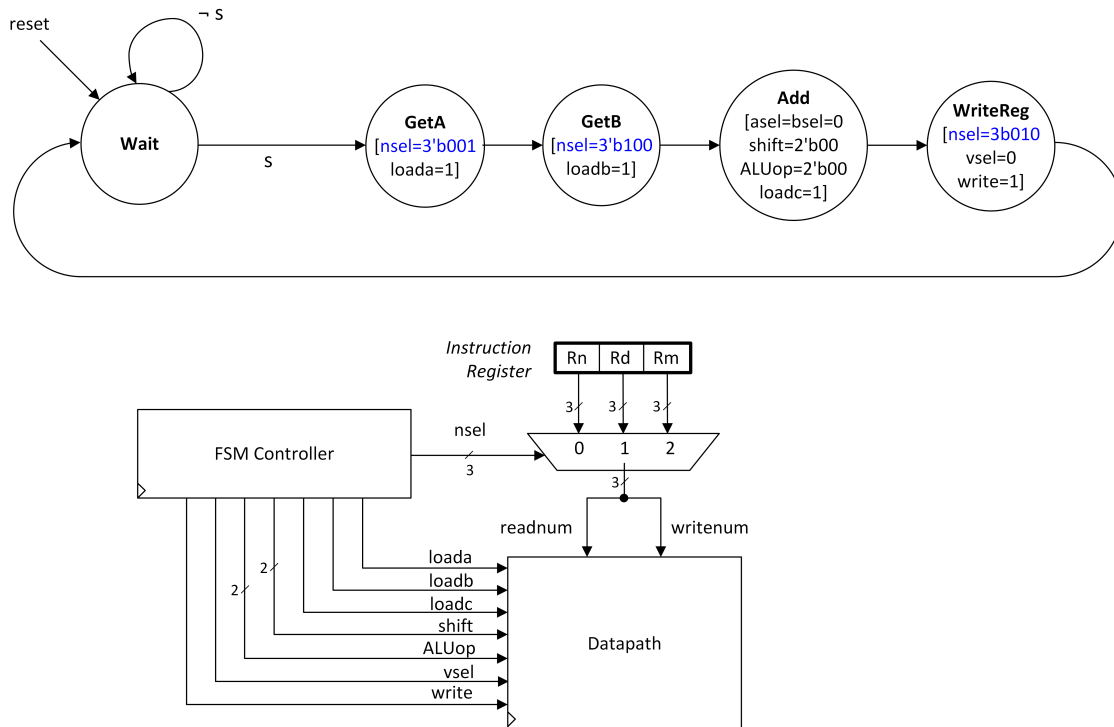 reset
¬ s
Wait
s
GetA
[nsel=3'b001
loada=1]
GetB
[nsel=3'b100
loadb=1]
Add
[asel=bsel=0
shift=2'b00
ALUop=2'b00
loadc=1]
WriteReg
[nsel=3b010
vsel=0
write=1]
Instruction
Register
Rn Rd Rm
3 3 3
nsel
3
0 1 2
FSM Controller
3
readnum writenum
loada
2
loadb
2
loadc
shift
ALUop
vsel
write
Datapath